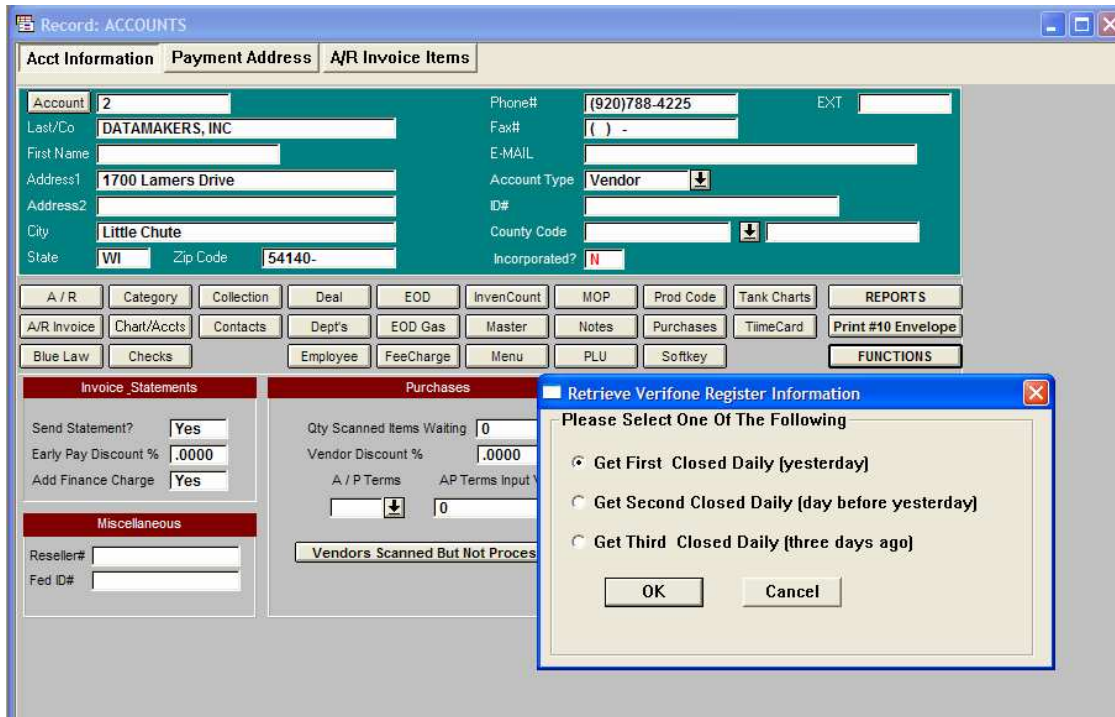 Record: ACCOUNTS
Acct Information Payment Address A/R Invoice Items
Account 2 Phone# (920)788-4225 EXT
Last/Co DATAMAKERS, INC Fax# ( ) -
First Name E-MAIL
Address1 1700 Lamers Drive Account Type Vendor
Address2 ID#
City Little Chute County Code
State WI Zip Code 54140- Incorporated? N
A / R Category Collection Deal EOD InvenCount MOP Prod Code Tank Charts REPORTS
A/R Invoice Chart/Accts Contacts Dept's EOD Gas Master Notes Purchases TiimeCard Print #10 Envelope
Blue Law Checks Employee FeeCharge Menu PLU Softkey FUNCTIONS
Invoice_Statements
Send Statement? Yes
Early Pay Discount % .0000
Add Finance Charge Yes
Miscellaneous
Reseller#
Fed ID#
Purchases
Qty Scanned Items Waiting 0
Vendor Discount % .0000
A / P Terms AP Terms Input
0
Vendors Scanned But Not Proces
Retrieve Verifone Register Information
Please Select One Of The Following
Get First Closed Daily (yesterday)
Get Second Closed Daily (day before yesterday)
Get Third Closed Daily (three days ago)
OK Cancel